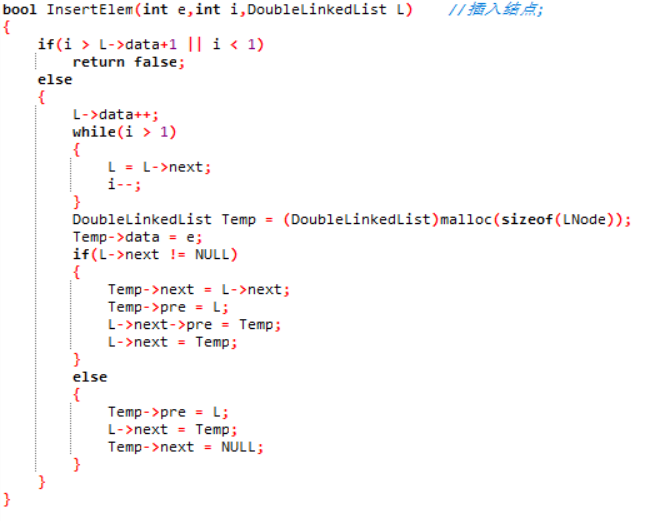 bool InsertElem(int e,int i,DoubleLinkedList L)    //插入结点;
{
    if(i > L->data+1 || i < 1)
        return false;
    else
    {
        L->data++;
        while(i > 1)
        {
            L = L->next;
            i--;
        }
        DoubleLinkedList Temp = (DoubleLinkedList)malloc(sizeof(LNode));
        Temp->data = e;
        if(L->next != NULL)
        {
            Temp->next = L->next;
            Temp->pre = L;
            L->next->pre = Temp;
            L->next = Temp;
        }
        else
        {
            Temp->pre = L;
            L->next = Temp;
            Temp->next = NULL;
        }
    }
}